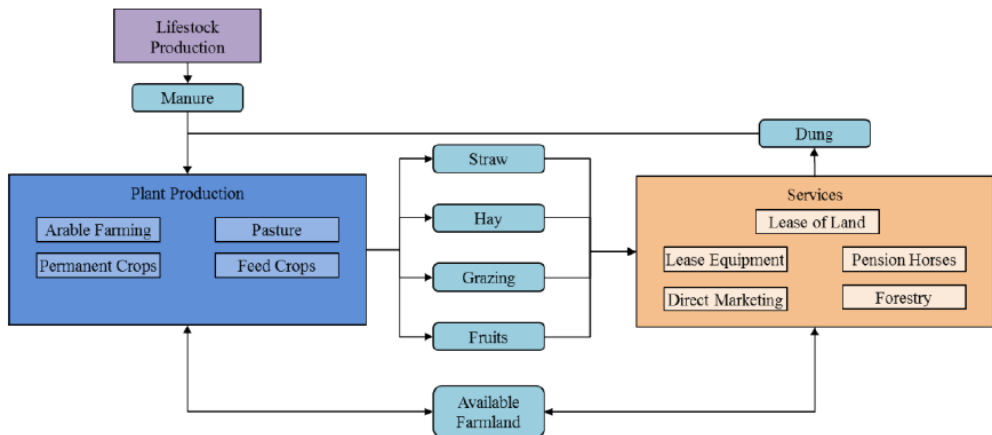 Lifestock
Production
Manure
Dung
Straw
Plant Production
Services
Arable Farming
Pasture
Hay
Lease of Land
Permanent Crops
Feed Crops
Lease Equipment
Pension Horses
Grazing
Direct Marketing
Forestry
Fruits
Available
Farmland